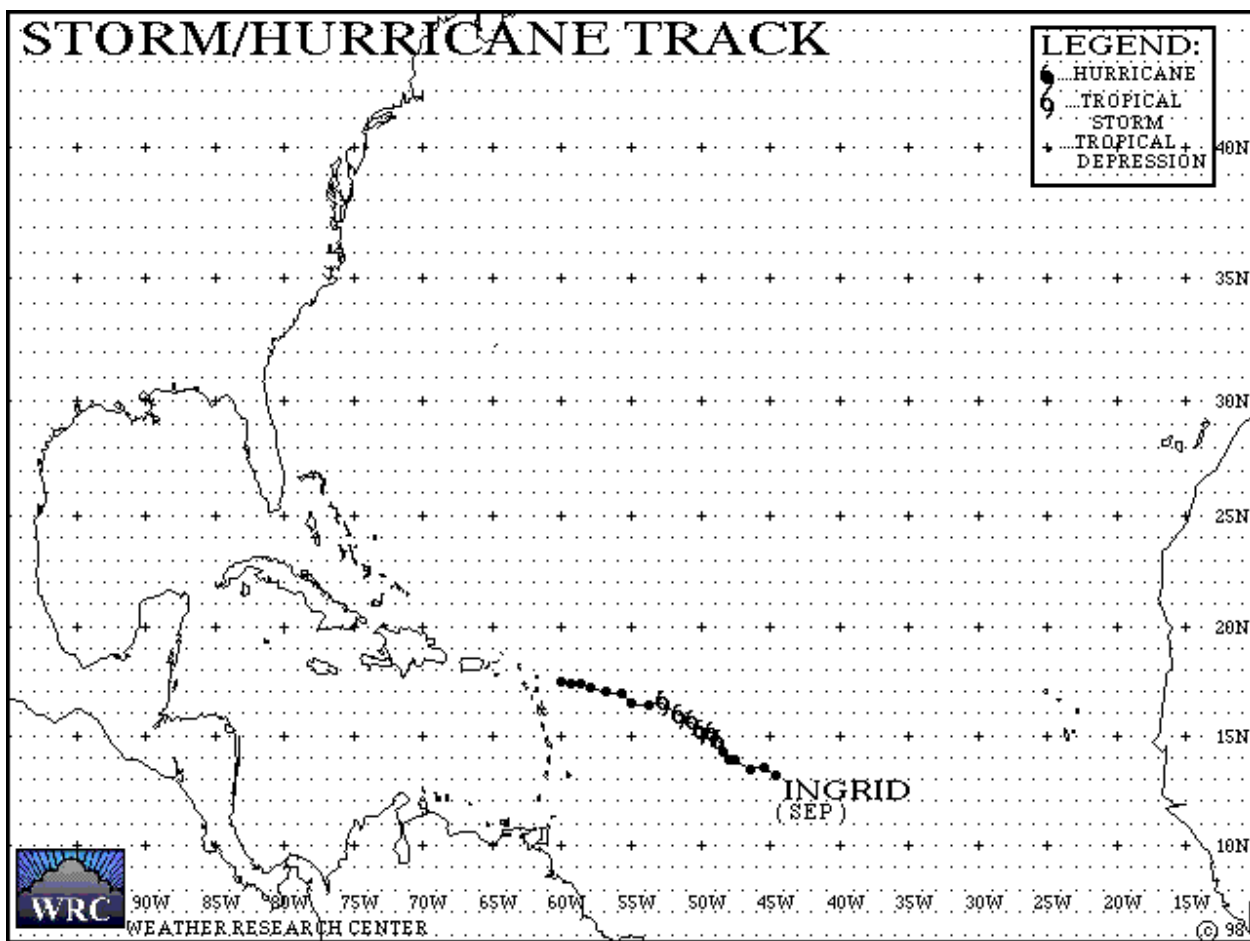 STORM/HURRICANE TRACK
LEGEND:
...HURRICANE
...TROPICAL
STORM
...TROPICAL
DEPRESSION
40N
35N
30N
25N
20N
15N
10N
INGRID
(SEP)
WRC
90W 85W 80W 75W 70W 65W 60W 55W 50W 45W 40W 35W 30W 25W 20W 15W
WEATHER RESEARCH CENTER
© 98